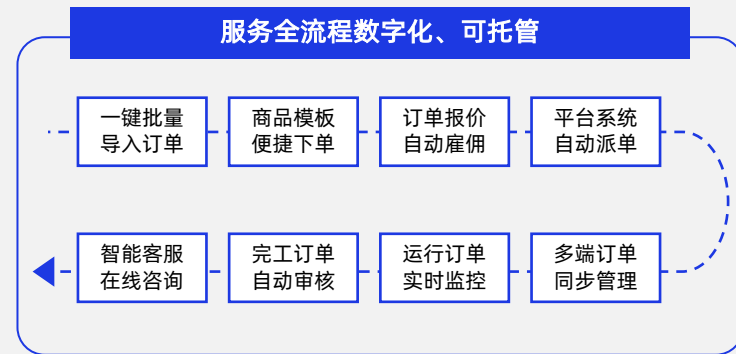 服务全流程数字化、可托管
一键批量
导入订单
商品模板
便捷下单
订单报价
自动雇佣
平台系统
自动派单
多端订单
同步管理
运行订单
实时监控
完工订单
自动审核
智能客服
在线咨询